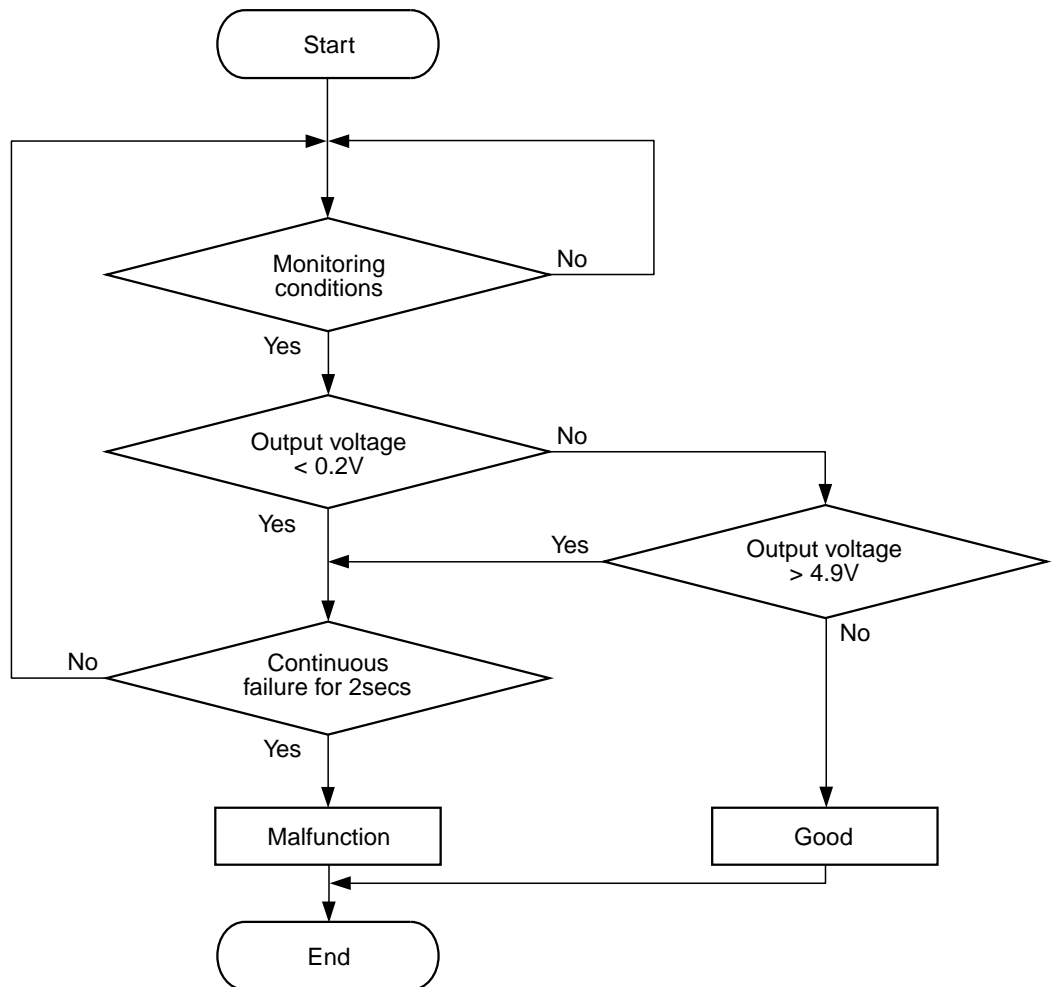 Start
Monitoring
conditions
No
Yes
Output voltage
< 0.2V
No
Yes
Output voltage
> 4.9V
Yes
No
Continuous
failure for 2secs
No
Yes
Malfunction
Good
End